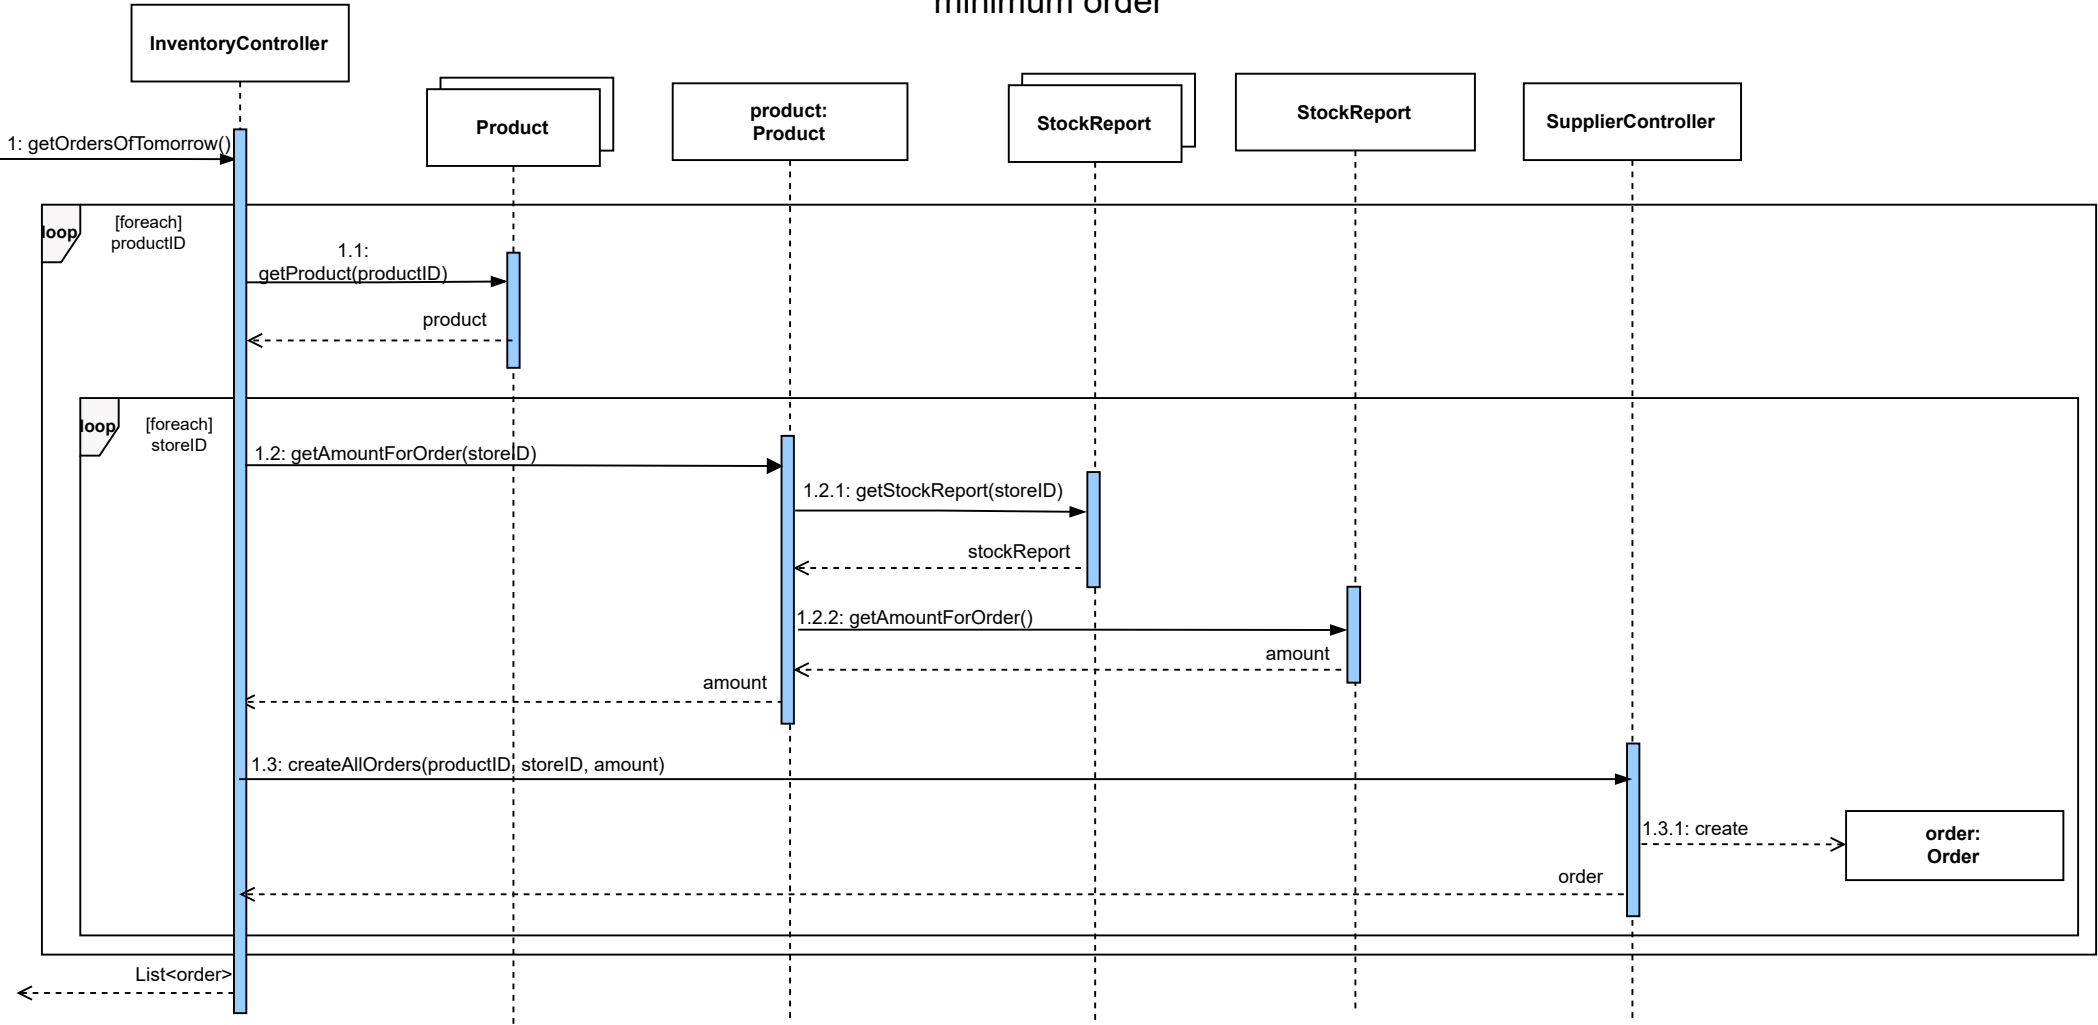 minimum order
InventoryController
Product
product:
Product
StockReport
StockReport
SupplierController
1: getOrdersOfTomorrow()
loop
[foreach]
productID
1.1:
getProduct(productID)
product
loop
[foreach]
storeID
1.2: getAmountForOrder(storeID)
1.2.1: getStockReport(storeID)
stockReport
1.2.2: getAmountForOrder()
amount
amount
1.3: createAllOrders(productID, storeID, amount)
1.3.1: create
order:
Order
order
List<order>